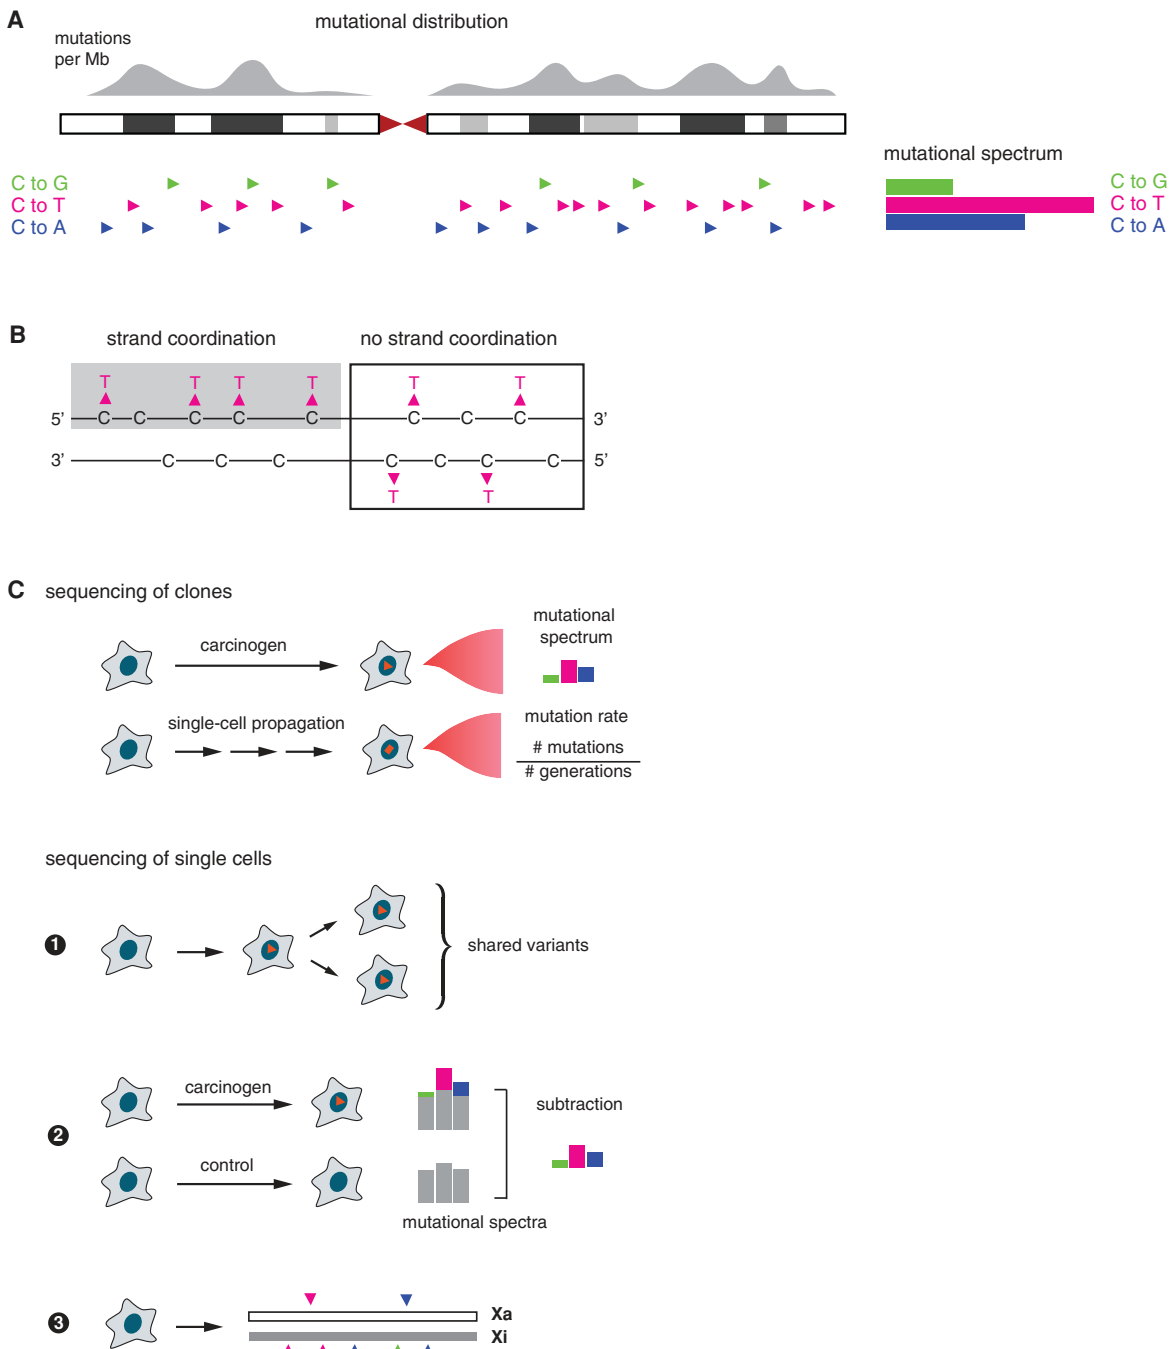 A
mutational distribution
mutations
per Mb
mutational spectrum
C to G
C to T
C to A
C to G
C to T
C to A
B
strand coordination
no strand coordination
T T T T T T
5’ C C C C C C C C 3’
3’ C C C C C C C 5’
T T
C sequencing of clones
carcinogen
mutational
spectrum
single-cell propagation
mutation rate
# mutations
# generations
sequencing of single cells
1
shared variants
2
carcinogen
subtraction
control
mutational spectra
3
Xa
Xi